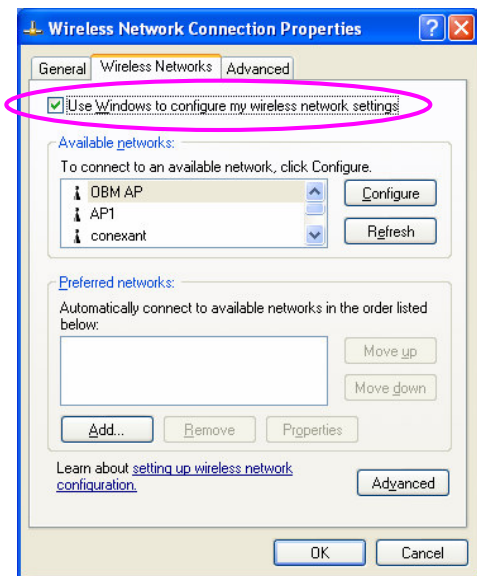 Wireless Network Connection Properties
General Wireless Networks Advanced
Use Windows to configure my wireless network settings
Available networks:
To connect to an available network, click Configure.
OBM AP
AP1
conexant
Configure
Refresh
Preferred networks:
Automatically connect to available networks in the order listed
below:
Move up
Move down
Add... Remove Properties
Learn about setting up wireless network
configuration.
Advanced
OK Cancel